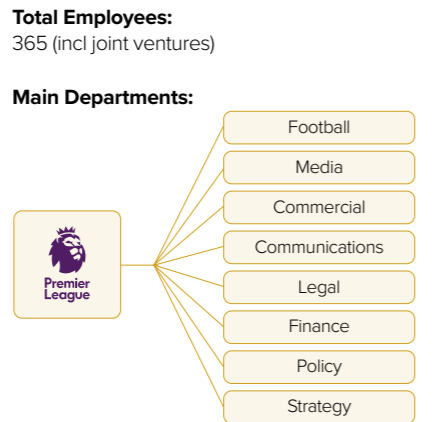 Total Employees:
365 (incl joint ventures)
Main Departments:
Football
Media
Commercial
Communications
Premier
League
Legal
Finance
Policy
Strategy